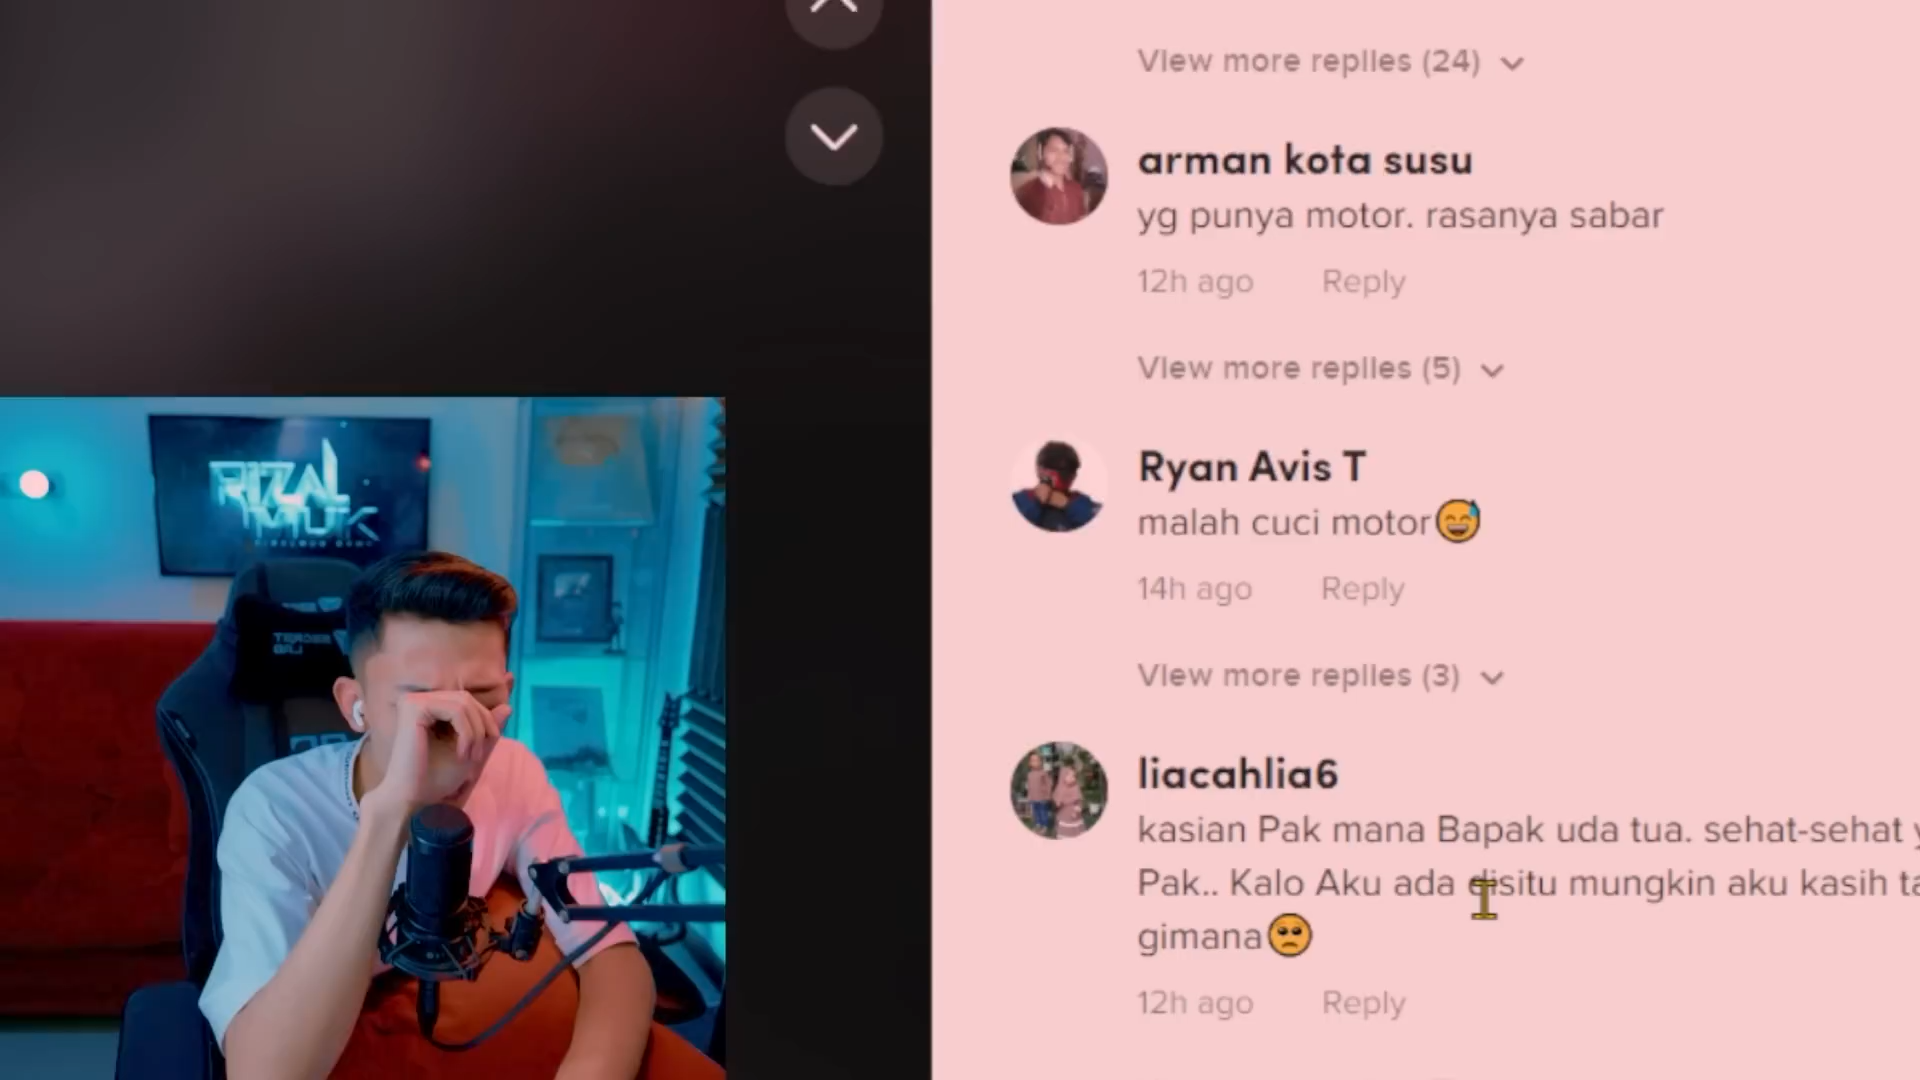 RIZAL
MUK
View more replies (24)
arman kota susu
yg punya motor. rasanya sabar
12h ago Reply
View more replies (5)
Ryan Avis T
malah cuci motor😅
14h ago Reply
View more replies (3)
liacahlia6
kasian Pak mana Bapak uda tua. sehat-sehat
Pak.. Kalo Aku ada disitu mungkin aku kasih
gimana🥺
12h ago Reply